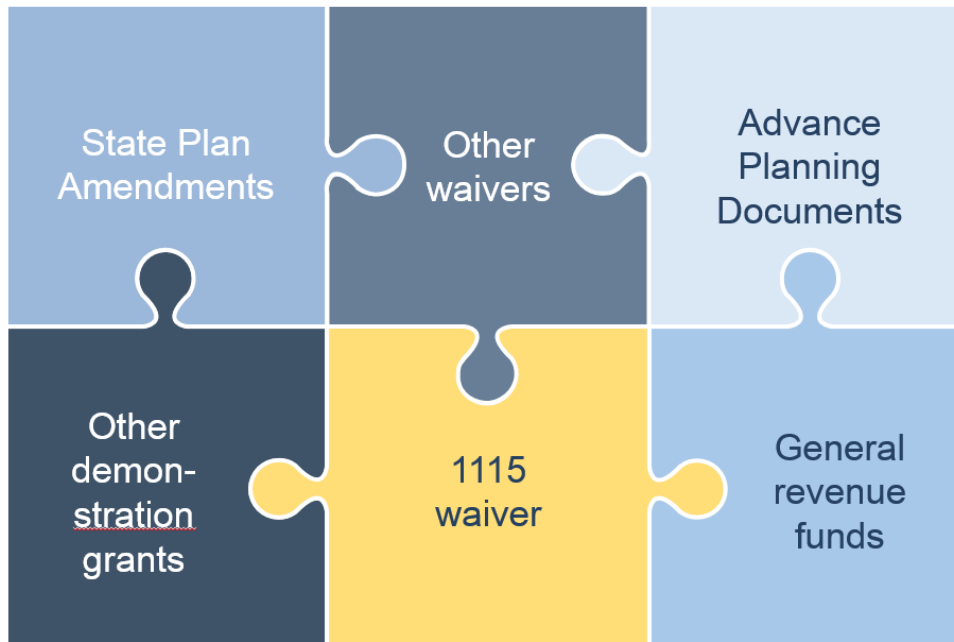 State Plan
Amendments
Other
waivers
Advance
Planning
Documents
Other
demon-
stration
grants
1115
waiver
General
revenue
funds